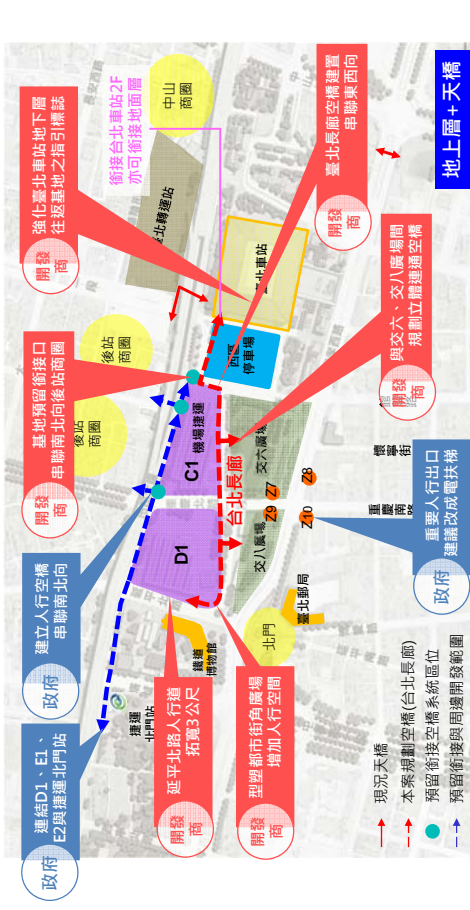 地上層+天橋
臺北長廊空橋建置
串聯東西向
開發
商
強化臺北車站地下層
往返基地之指引標誌
開發
商
銜接台北車站2F
亦可銜接地面層
中山
商圈
臺北轉運站
臺北車站
西區
停車場
與交六、交八廣場間
規劃立體連通空橋
開發
商
基地預留銜接口
串聯南北向後站商圈
開發
商
後站
商圈
後站
商圈
C1
機場捷運
D1
台北長廊
交六廣場
交八廣場
Z9
Z7
Z10
Z8
懷寧街
重慶南路
重要人行出口
建議改成電扶梯
政府
建立人行空橋
串聯南北向
政府
連結D1、E1、
E2與捷運北門站
政府
捷運
北門站
鐵道
博物館
北門
臺北郵局
延平北路人行道
拓寬3公尺
開發
商
型塑都市街角廣場
增加人行空間
開發
商
現況天橋
本案規劃空橋(台北長廊)
預留銜接空橋系統區位
預留銜接與周邊開發範圍